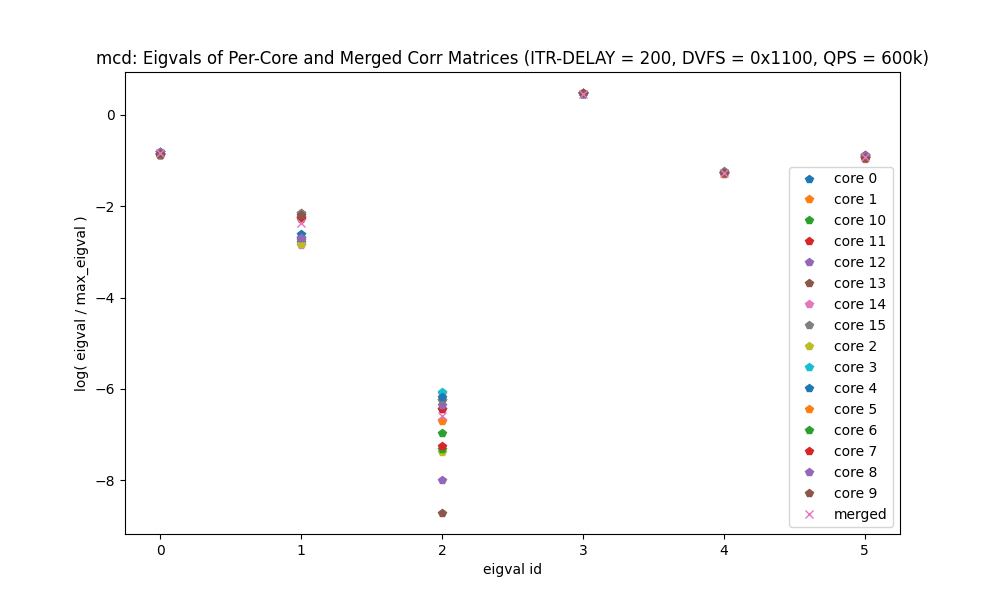 mcd: Eigvals of Per-Core and Merged Corr Matrices (ITR-DELAY = 200, DVFS = 0x1100, QPS = 600k)
log( eigval / max_eigval )
0
−2
−4
−6
−8
0 1 2 3 4 5
eigval id
core 0
core 1
core 10
core 11
core 12
core 13
core 14
core 15
core 2
core 3
core 4
core 5
core 6
core 7
core 8
core 9
merged